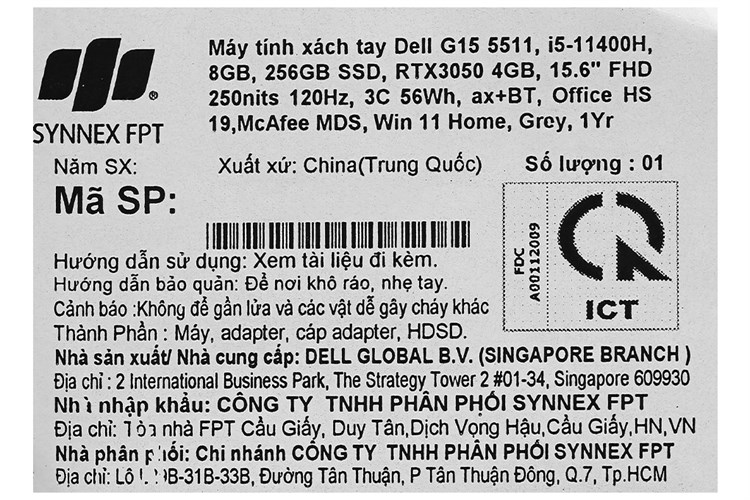 Máy tính xách tay Dell G15 5511, i5-11400H,
8GB, 256GB SSD, RTX3050 4GB, 15.6" FHD
250nits 120Hz, 3C 56Wh, ax+BT, Office HS
19,McAfee MDS, Win 11 Home, Grey, 1Yr
SYNNEX FPT
Năm SX: Xuất xứ: China(Trung Quốc) Số lượng : 01
Mã SP:
Hướng dẫn sử dụng: Xem tài liệu đi kèm.
Hướng dẫn bảo quản: Để nơi khô ráo, nhẹ tay.
Cảnh báo :Không để gần lửa và các vật dễ gây cháy khác
Thành Phần : Máy, adapter, cáp adapter, HDSD.
FDC
A00112009
ICT
Nhà sản xuất/ Nhà cung cấp: DELL GLOBAL B.V. (SINGAPORE BRANCH )
Địa chỉ : 2 International Business Park, The Strategy Tower 2 #01-34, Singapore 609930
Nhà nhập khẩu: CÔNG TY TNHH PHÂN PHỐI SYNNEX FPT
Địa chỉ: Tòa nhà FPT Cầu Giấy, Duy Tân,Dịch Vọng Hậu,Cầu Giấy,HN,VN
Nhà phân phối: Chi nhánh CÔNG TY TNHH PHÂN PHỐI SYNNEX FPT
Địa chỉ: Lô -31B-33B, Đường Tân Thuận, P Tân Thuận Đông, Q.7, Tp.HCM